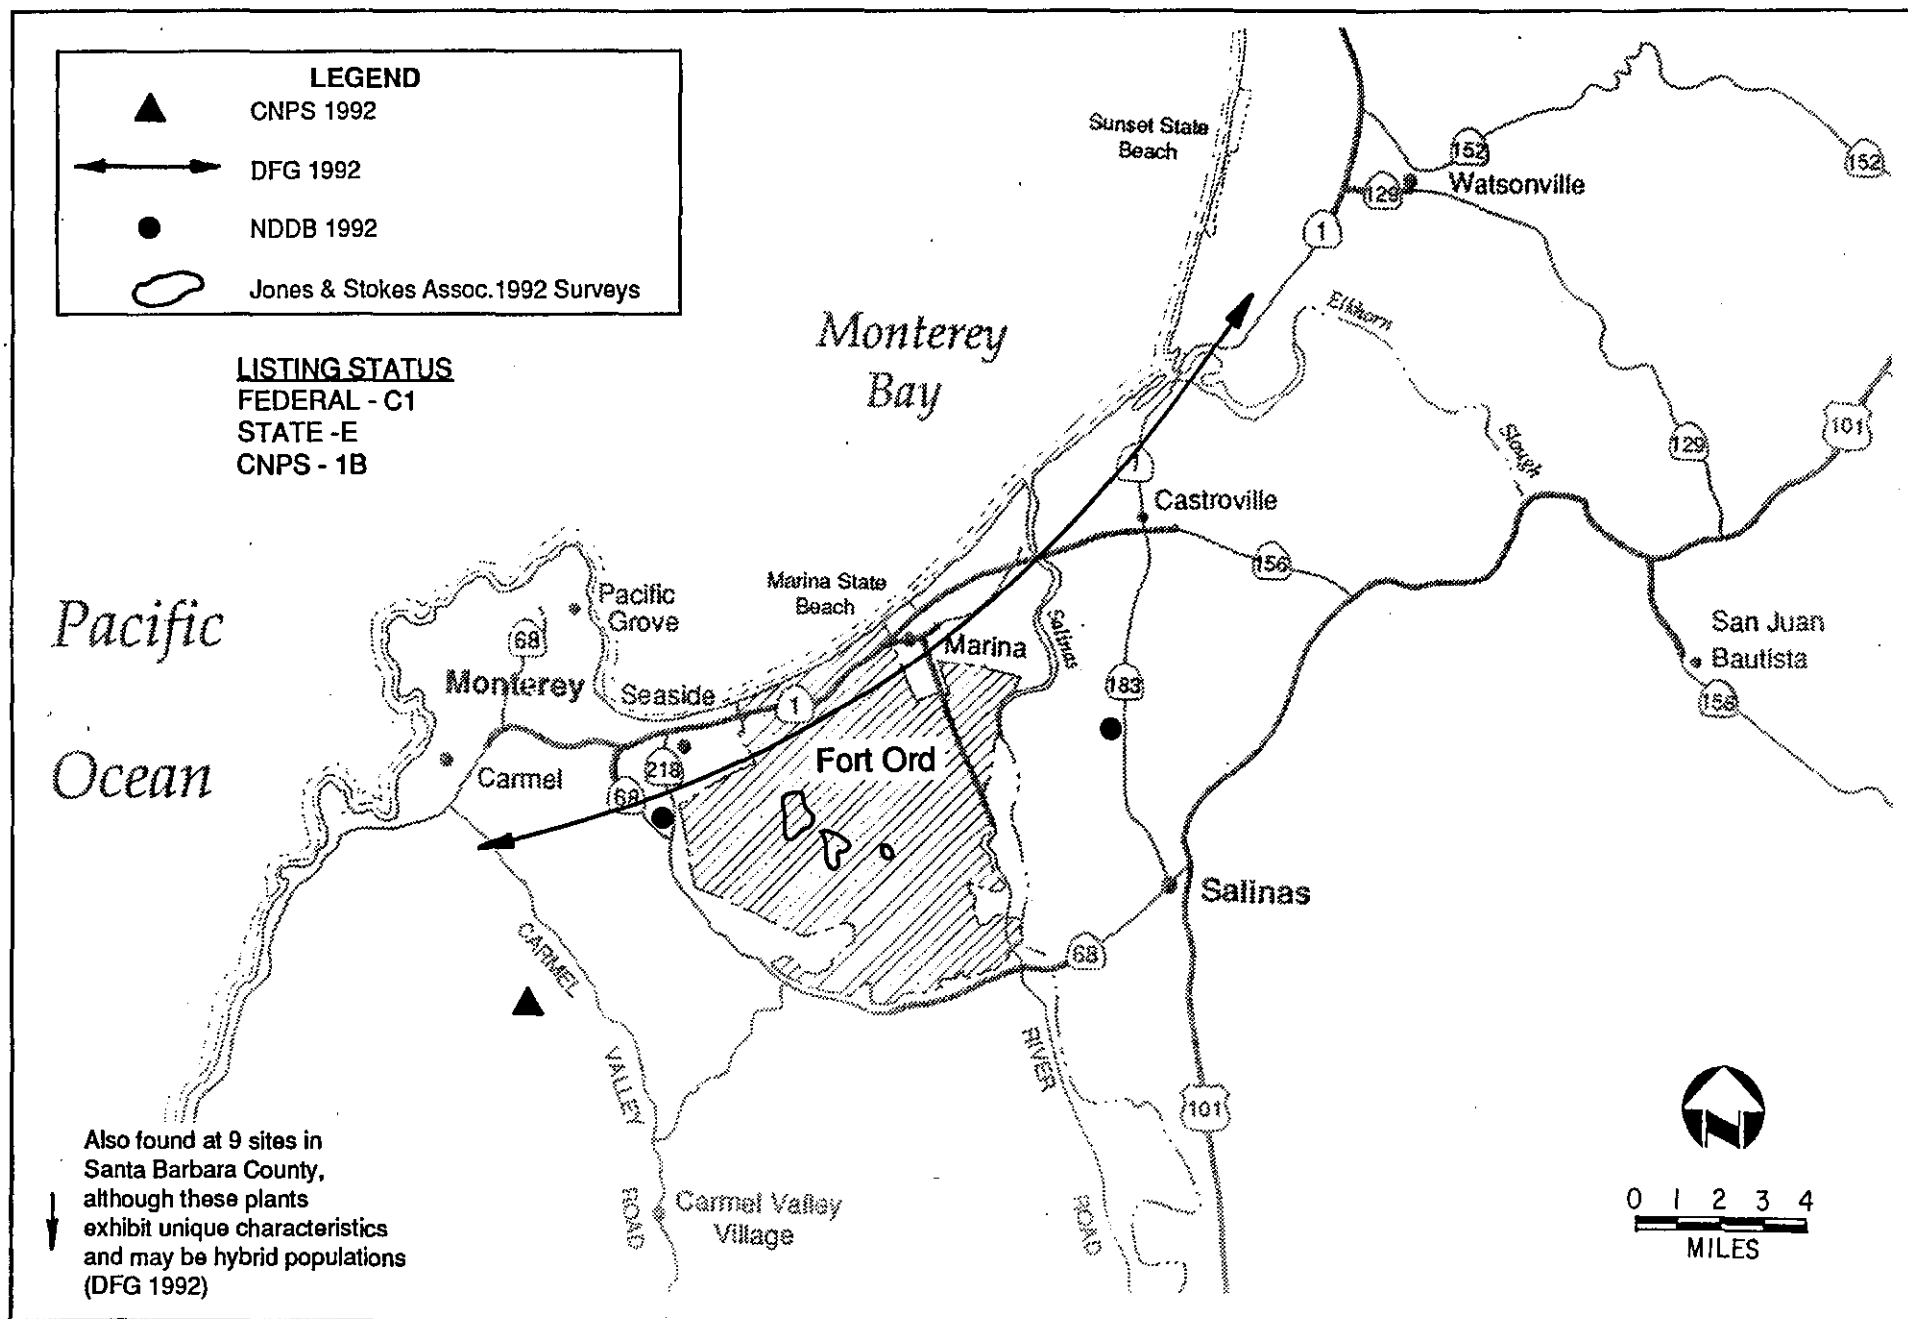 LEGEND
CNPS 1992
DFG 1992
NDDB 1992
Jones & Stokes Assoc.1992 Surveys
LISTING STATUS
FEDERAL - C1
STATE -E
CNPS - 1B
Monterey
Bay
Pacific
Ocean
Sunset State
Beach
152
152
129
Watsonville
1
Elkhorn
Slough
101
129
1
Castroville
156
Marina State
Beach
Pacific
Grove
68
Monterey
Seaside
1
Marina
Salinas
183
San Juan
Bautista
156
Fort Ord
218
68
Carmel
Salinas
68
CARMEL
VALLEY
ROAD
RIVER
ROAD
101
Carmel Valley
Village
Also found at 9 sites in
Santa Barbara County,
although these plants
exhibit unique characteristics
and may be hybrid populations
(DFG 1992)
N
0 1 2 3 4
MILES